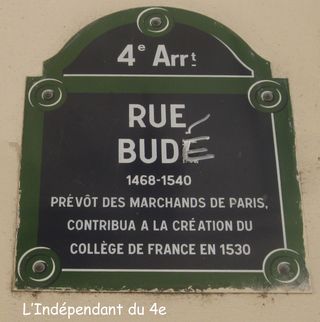 4e Arrt
RUE
BUDÉ
1468-1540
PRÉVÔT DES MARCHANDS DE PARIS,
CONTRIBUA A LA CRÉATION DU
COLLÈGE DE FRANCE EN 1530
L'Indépendant du 4e